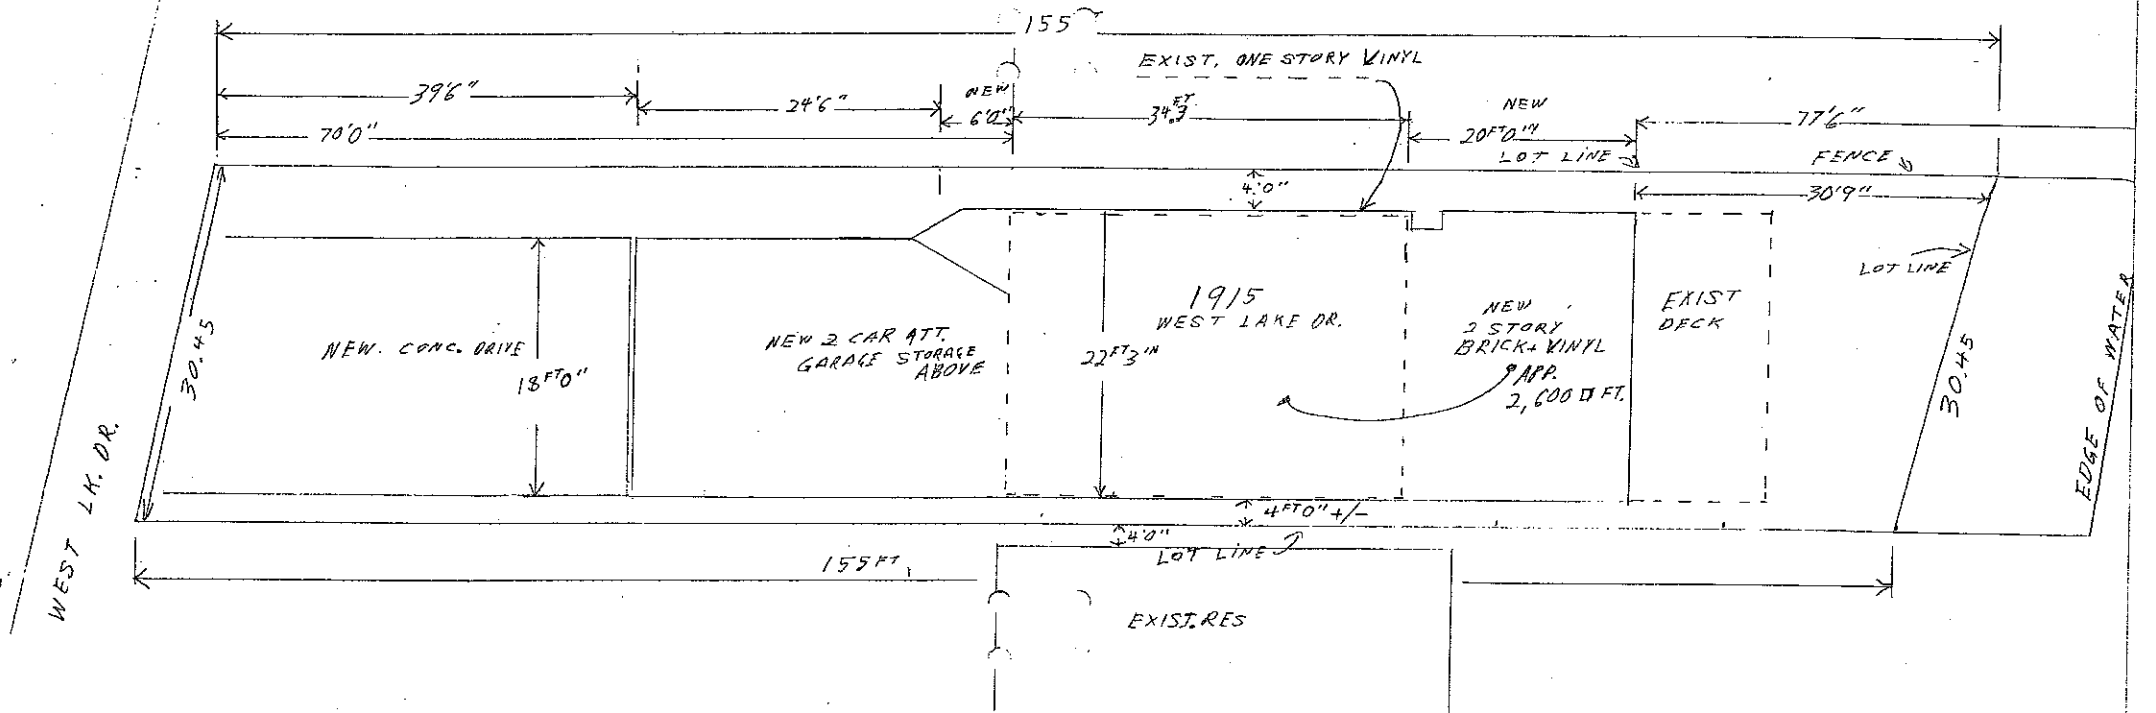 155
EXIST. ONE STORY VINYL
39'6"
24'6"
NEW
6'0"
34.3 FT
NEW
20FT0IN
77'6"
70'0"
LOT LINE
FENCE
4'0"
30'9"
30.45
NEW. CONC. DRIVE
18FT0"
NEW 2 CAR ATT.
GARAGE STORAGE
ABOVE
22FT3IN
1915
WEST LAKE DR.
NEW
2 STORY
BRICK+ VINYL
APP.
2,600 □ FT.
EXIST
DECK
LOT LINE
30.45
EDGE OF WATER
WEST LK. DR.
4FT0"+/-
4'0"
LOT LINE
155FT.
EXIST. RES